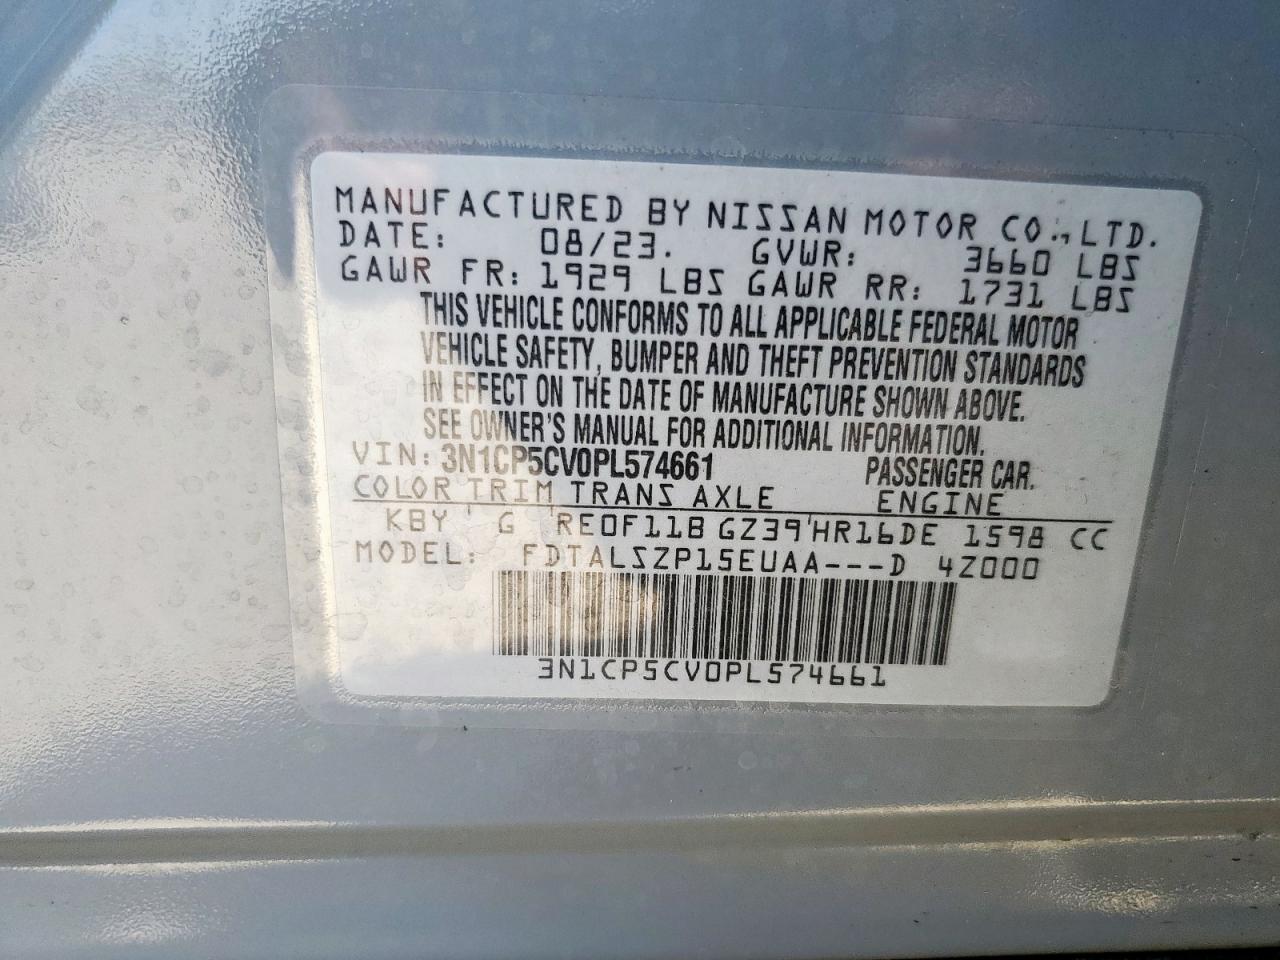 MANUFACTURED BY NISSAN MOTOR CO., LTD.
DATE: 08/23. GVWR: 3660 LBS
GAWR FR: 1929 LBS GAWR RR: 1731 LBS
THIS VEHICLE CONFORMS TO ALL APPLICABLE FEDERAL MOTOR
VEHICLE SAFETY, BUMPER AND THEFT PREVENTION STANDARDS
IN EFFECT ON THE DATE OF MANUFACTURE SHOWN ABOVE.
SEE OWNER'S MANUAL FOR ADDITIONAL INFORMATION.
VIN: 3N1CP5CV0PL574661 PASSENGER CAR.
COLOR TRIM TRANS AXLE ENGINE
KBY G RE0F11B GZ39 HR16DE 1598 CC
MODEL: FDTALSZP15EUAA---D 4Z000
3N1CP5CV0PL574661